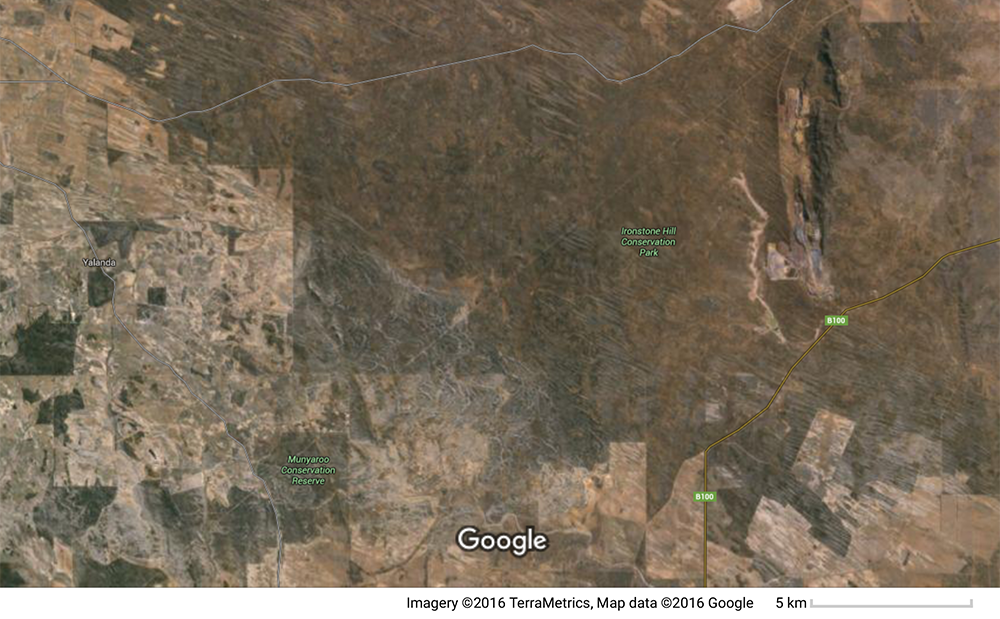 Ironstone Hill
Conservation
Park
Yalanda
B100
Munyaroo
Conservation
Reserve
B100
Google
Imagery ©2016 TerraMetrics, Map data ©2016 Google 5 km